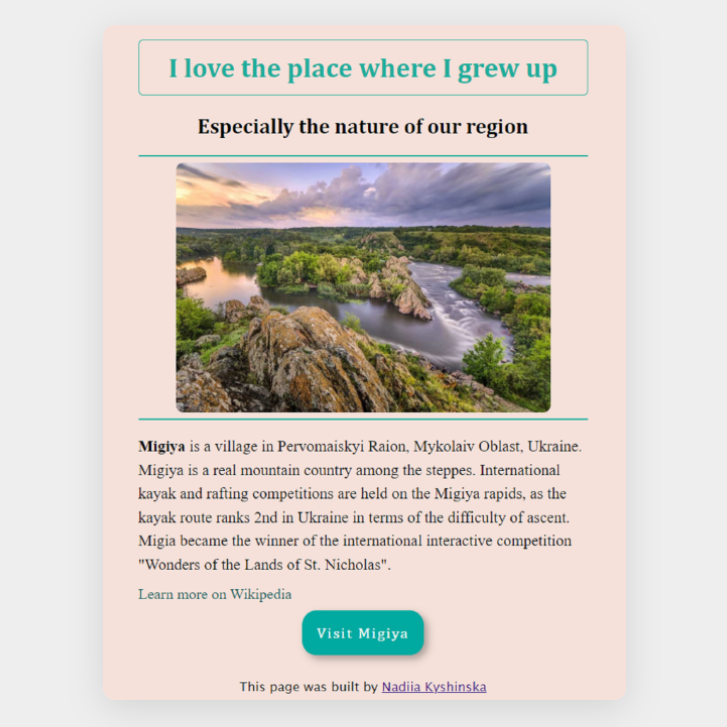 I love the place where I grew up
Especially the nature of our region
Migiya is a village in Pervomaiskyi Raion, Mykolaiv Oblast, Ukraine.
Migiya is a real mountain country among the steppes. International
kayak and rafting competitions are held on the Migiya rapids, as the
kayak route ranks 2nd in Ukraine in terms of the difficulty of ascent.
Migia became the winner of the international interactive competition
"Wonders of the Lands of St. Nicholas".
Learn more on Wikipedia
Visit Migiya
This page was built by Nadiia Kyshinska